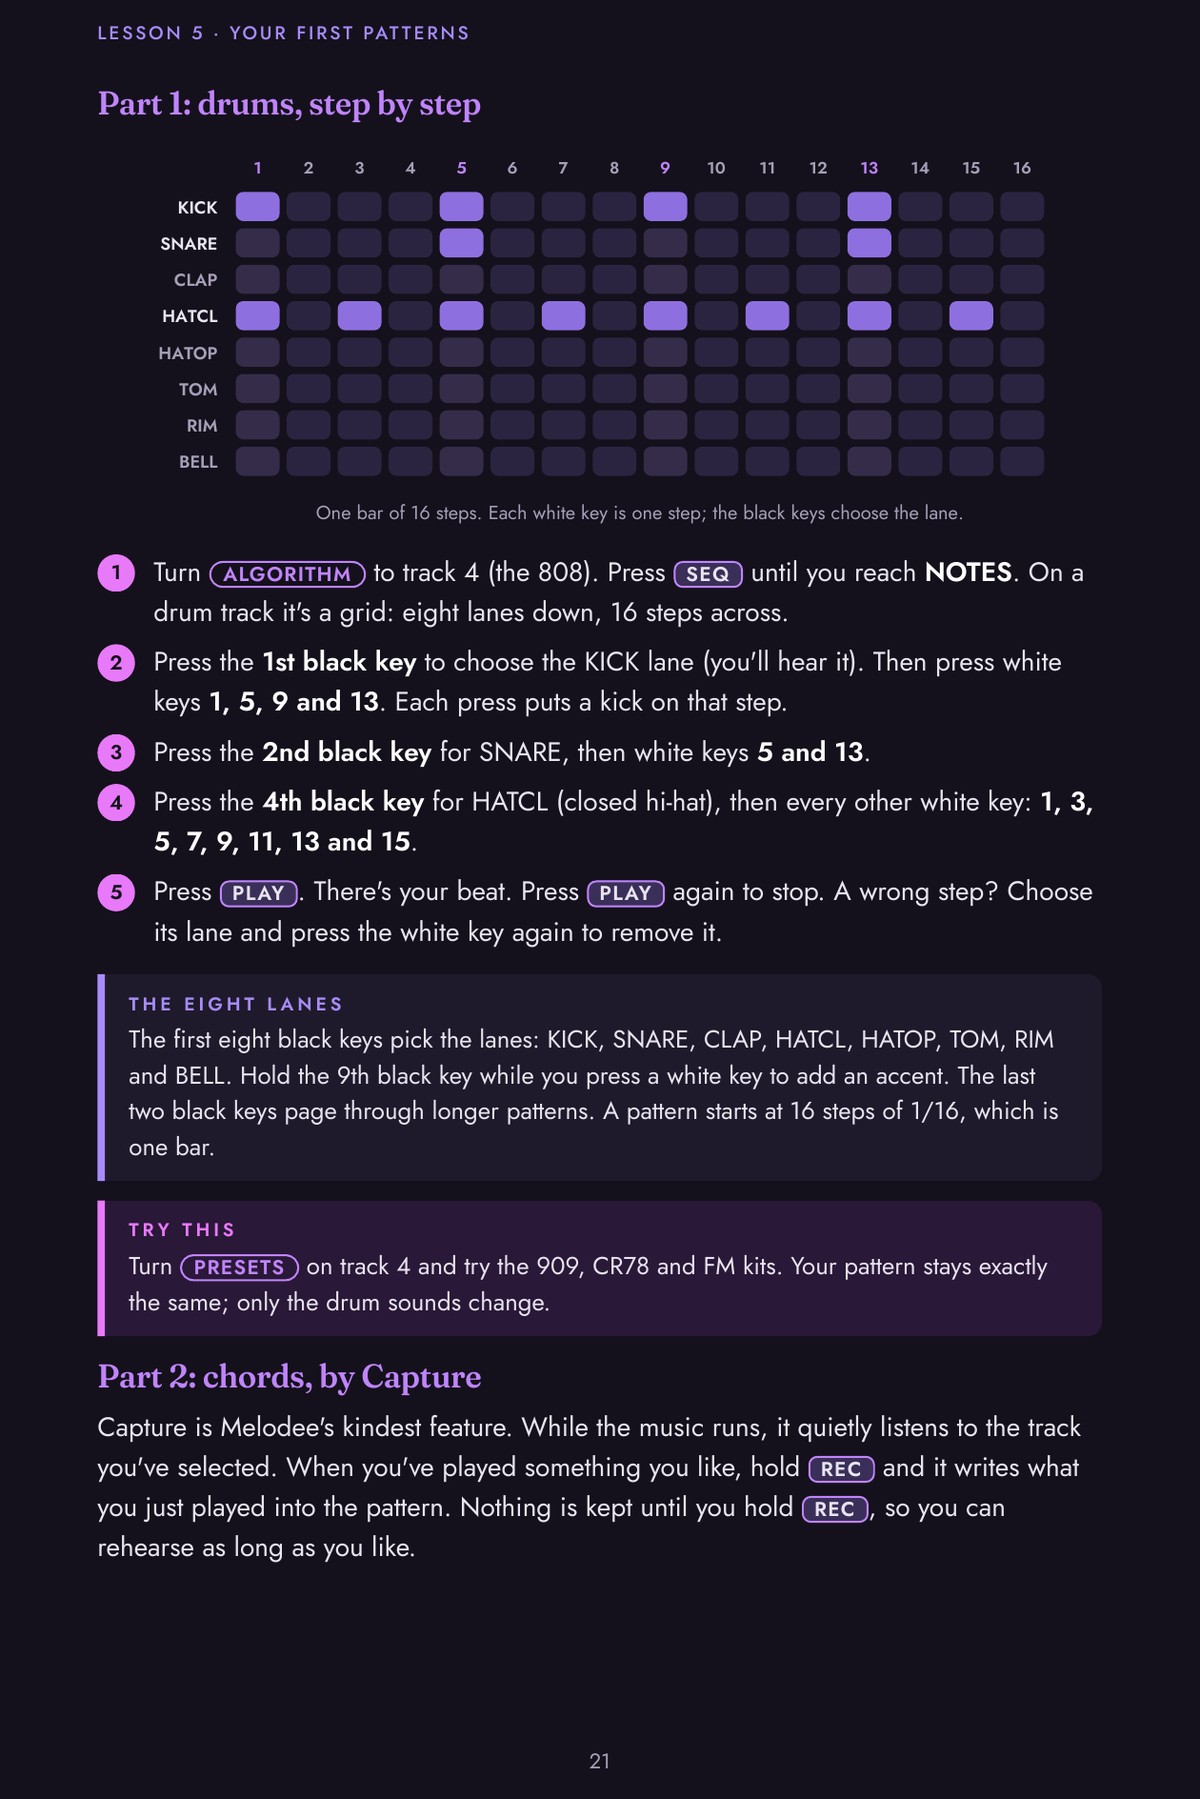 LESSON 5 · YOUR FIRST PATTERNS
Part 1: drums, step by step
1 2 3 4 5 6 7 8 9 10 11 12 13 14 15 16
KICK
SNARE
CLAP
HATCL
HATOP
TOM
RIM
BELL
One bar of 16 steps. Each white key is one step; the black keys choose the lane.
1 Turn ALGORITHM to track 4 (the 808). Press SEQ until you reach NOTES. On a
drum track it's a grid: eight lanes down, 16 steps across.
2 Press the 1st black key to choose the KICK lane (you'll hear it). Then press white
keys 1, 5, 9 and 13. Each press puts a kick on that step.
3 Press the 2nd black key for SNARE, then white keys 5 and 13.
4 Press the 4th black key for HATCL (closed hi-hat), then every other white key: 1, 3,
5, 7, 9, 11, 13 and 15.
5 Press PLAY. There's your beat. Press PLAY again to stop. A wrong step? Choose
its lane and press the white key again to remove it.
THE EIGHT LANES
The first eight black keys pick the lanes: KICK, SNARE, CLAP, HATCL, HATOP, TOM, RIM
and BELL. Hold the 9th black key while you press a white key to add an accent. The last
two black keys page through longer patterns. A pattern starts at 16 steps of 1/16, which is
one bar.
TRY THIS
Turn PRESETS on track 4 and try the 909, CR78 and FM kits. Your pattern stays exactly
the same; only the drum sounds change.
Part 2: chords, by Capture
Capture is Melodee's kindest feature. While the music runs, it quietly listens to the track
you've selected. When you've played something you like, hold REC and it writes what
you just played into the pattern. Nothing is kept until you hold REC, so you can
rehearse as long as you like.
21